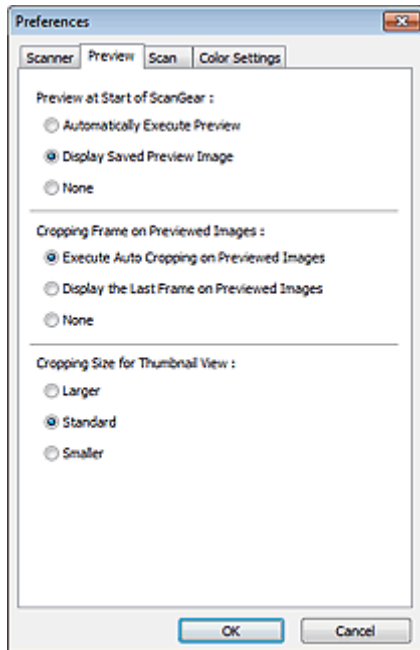 Preferences
Scanner Preview Scan Color Settings
Preview at Start of ScanGear :
Automatically Execute Preview
Display Saved Preview Image
None
Cropping Frame on Previewed Images :
Execute Auto Cropping on Previewed Images
Display the Last Frame on Previewed Images
None
Cropping Size for Thumbnail View :
Larger
Standard
Smaller
OK Cancel